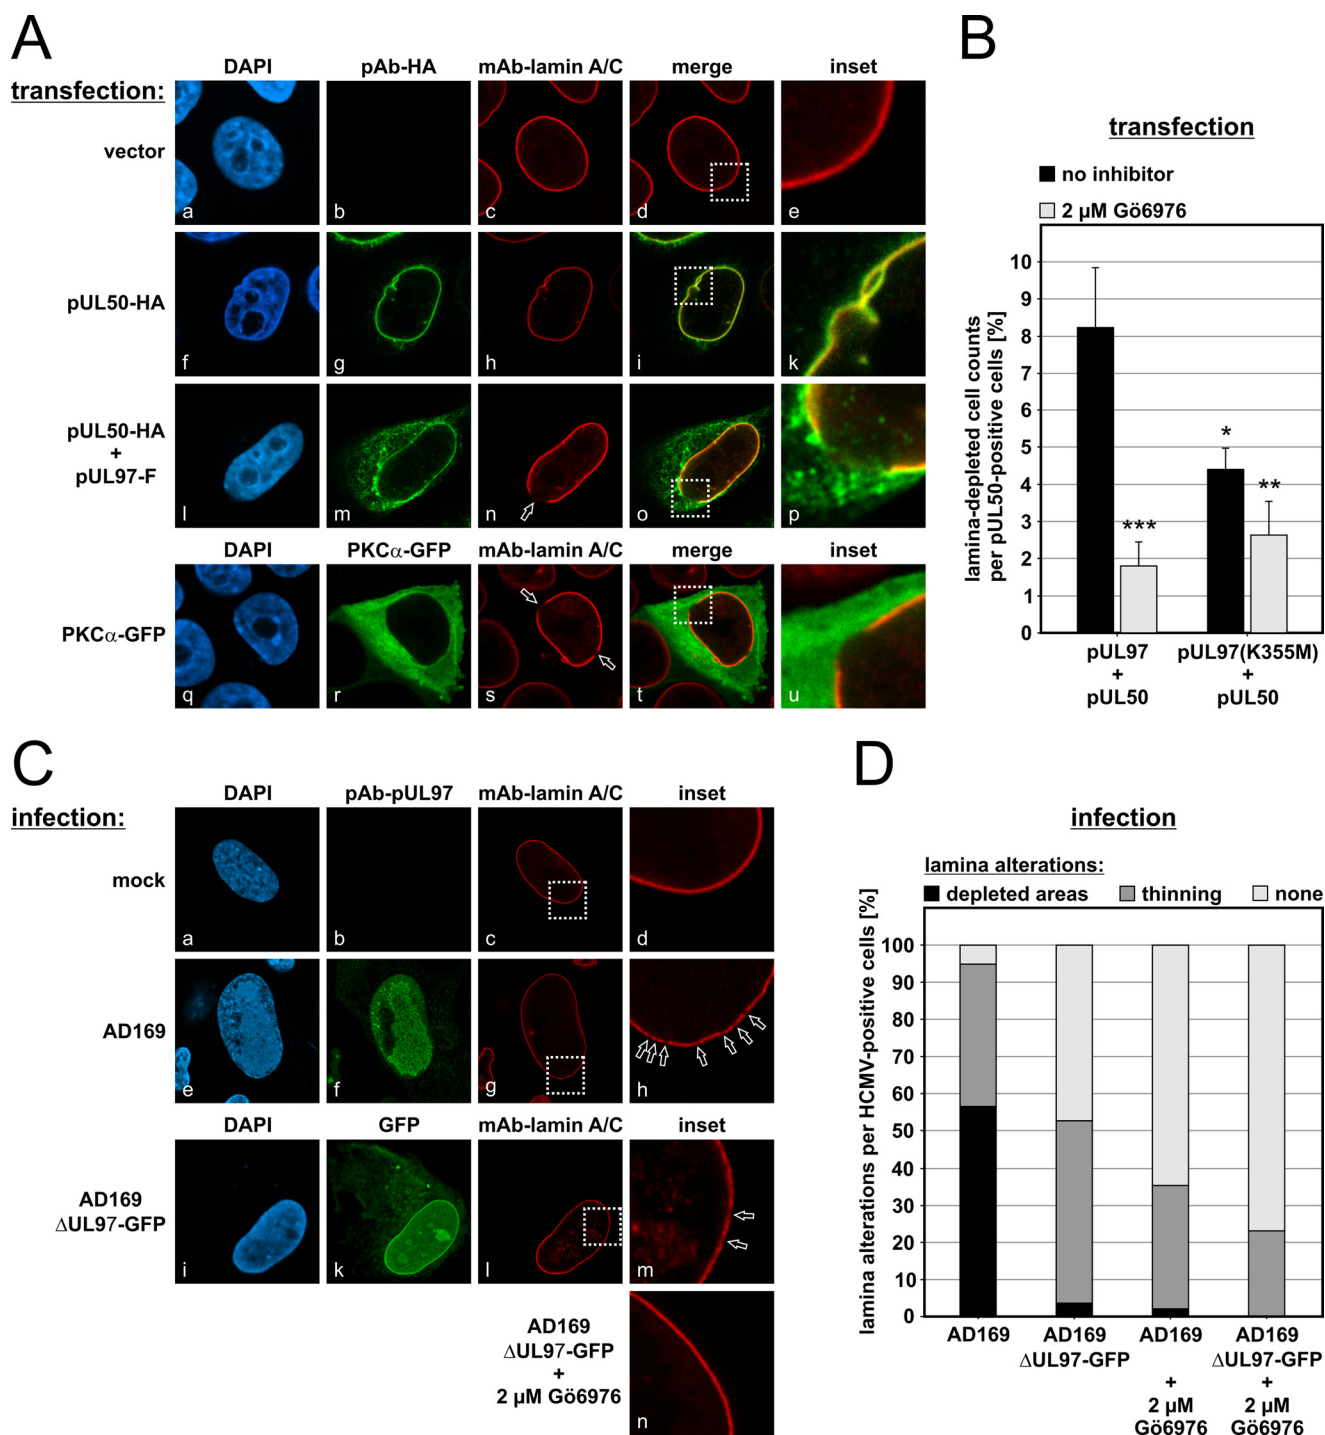 A
DAPI pAb-HA mAb-lamin A/C merge inset
transfection:
vector
a b c d e
pUL50-HA
f g h i k
pUL50-HA
+
pUL97-F
l m n o p
DAPI PKCα-GFP mAb-lamin A/C merge inset
PKCα-GFP
q r s t u
B
transfection
no inhibitor
2 µM Gö6976
lamina-depleted cell counts
per pUL50-positive cells [%]
10
9
8
7
6
5
4
3
2
1
0
*
**
***
pUL97 pUL97(K355M)
+ +
pUL50 pUL50
C
DAPI pAb-pUL97 mAb-lamin A/C inset
infection:
mock
a b c d
AD169
e f g h
DAPI GFP mAb-lamin A/C inset
AD169
ΔUL97-GFP
i k l m
AD169
ΔUL97-GFP
+
2 µM Gö6976
n
D
infection
lamina alterations:
depleted areas thinning none
lamina alterations per HCMV-positive cells [%]
100
90
80
70
60
50
40
30
20
10
0
AD169 AD169 AD169 AD169
ΔUL97-GFP ΔUL97-GFP
+ +
2 µM 2 µM
Gö6976 Gö6976